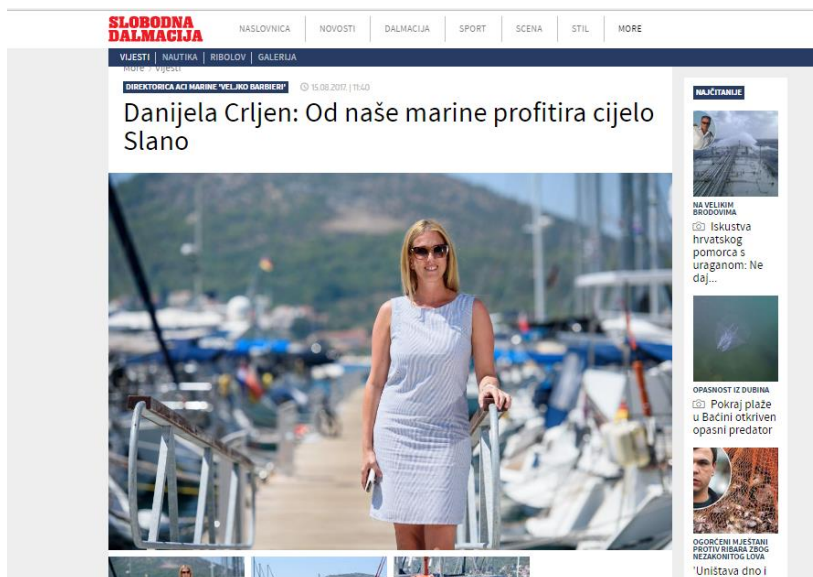 SLOBODNA
DALMACIJA
NASLOVNICA
NOVOSTI
DALMACIJA
SPORT
SCENA
STIL
MORE
VIJESTI
NAUTIKA
RIBOLOV
GALERIJA
More / Vijesti
DIREKTORICA ACI MARINE 'VELJKO BARBIERI'
15.08.2017. | 11:40
Danijela Crljen: Od naše marine profitira cijelo
Slano
NAJČITANIJE
NA VELIKIM
BRODOVIMA
Iskustva
hrvatskog
pomorca s
uraganom: Ne
daj...
OPASNOST IZ DUBINA
Pokraj plaže
u Baćini otkriven
opasni predator
OGORČENI MJEŠTANI
PROTIV RIBARA ZBOG
NEZAKONITOG LOVA
'Uništava dno i